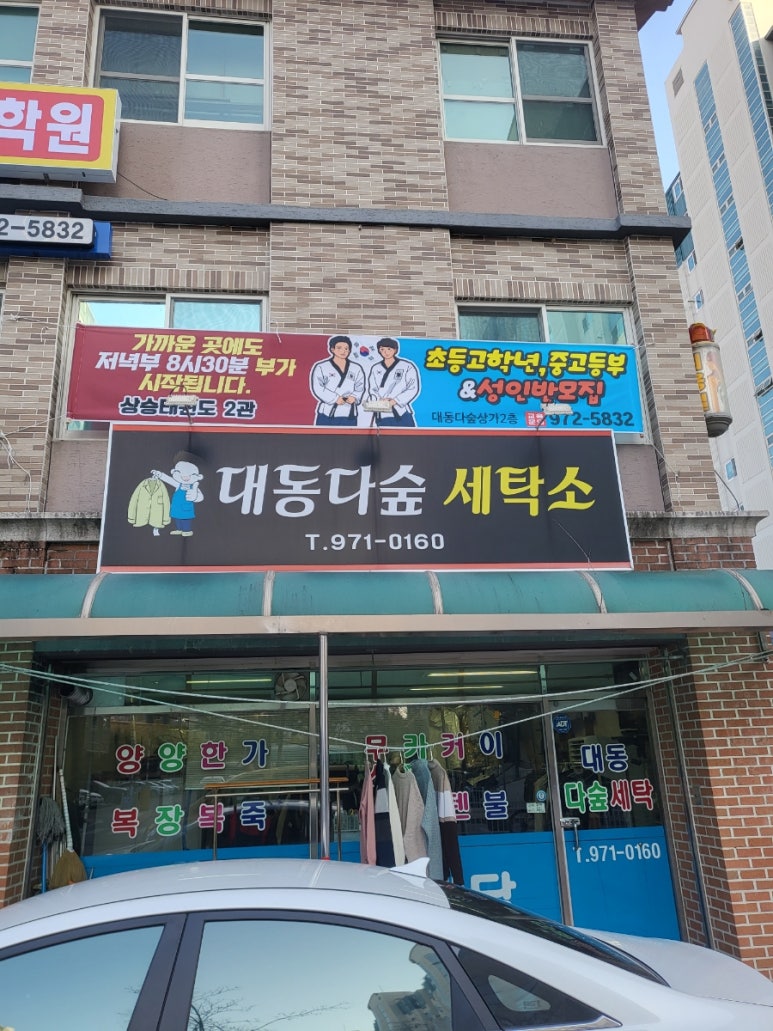 학원
2-5832
가까운 곳에도
저녁부 8시30분 부가
시작됩니다.
상승태권도 2관
초등고학년,중고등부
&성인반모집
대동다숲상가2층
972-5832
대동다숲 세탁소
T.971-0160
양양한가
복장복죽
무카커이
텐불
ADT
대동
다숲세탁
T.971-0160